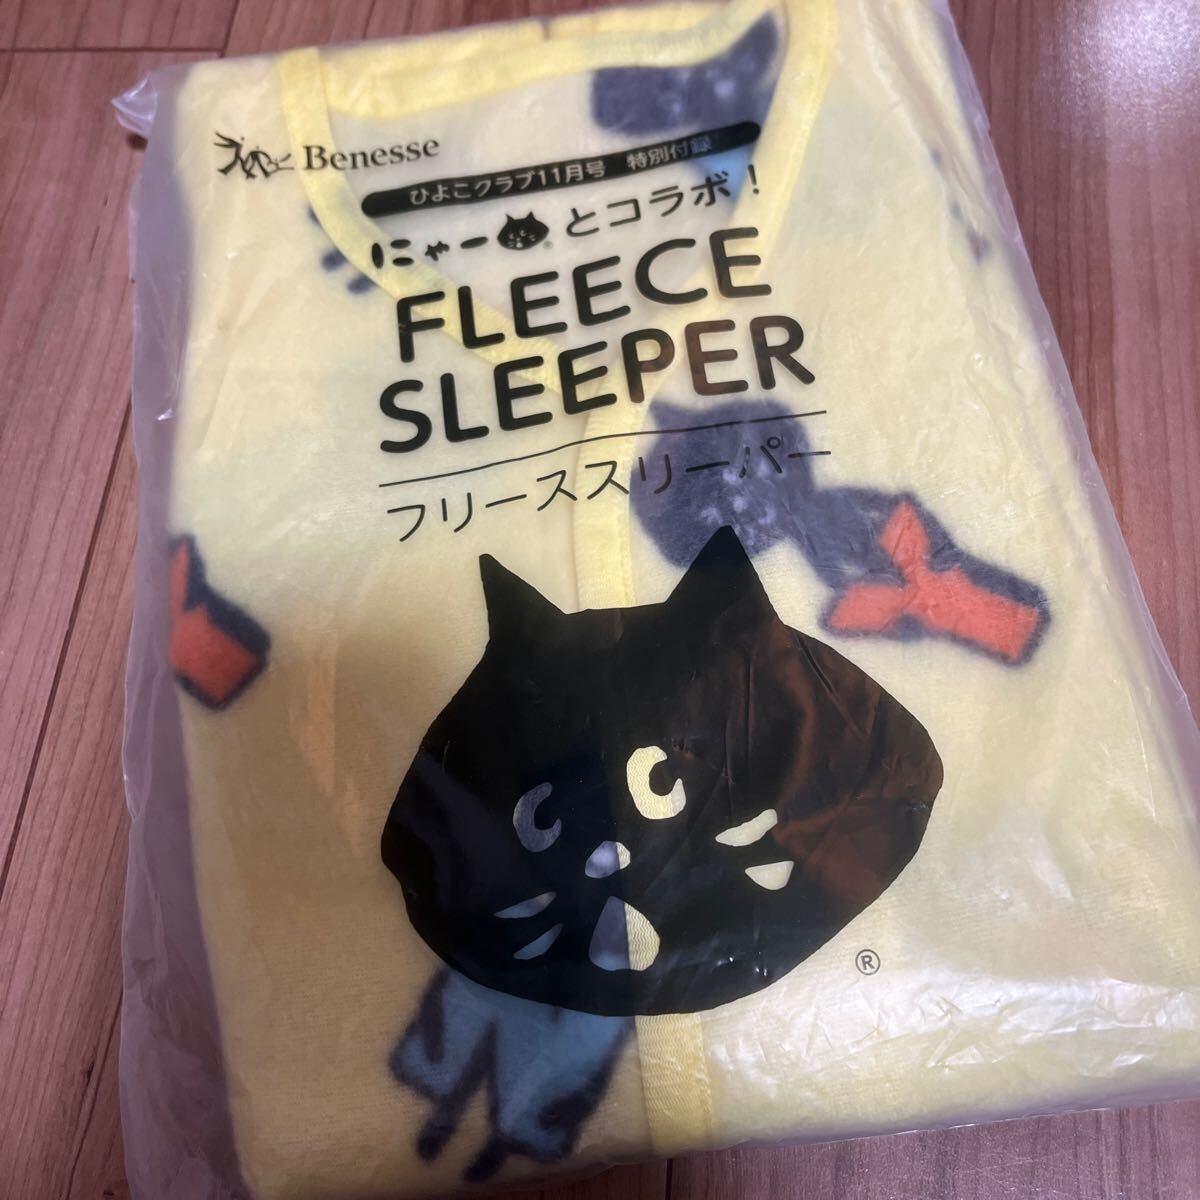 Benesse
ひよこクラブ11月号 特別付録
にゃーとコラボ!
FLEECE
SLEEPER
フリーススリーパー
®